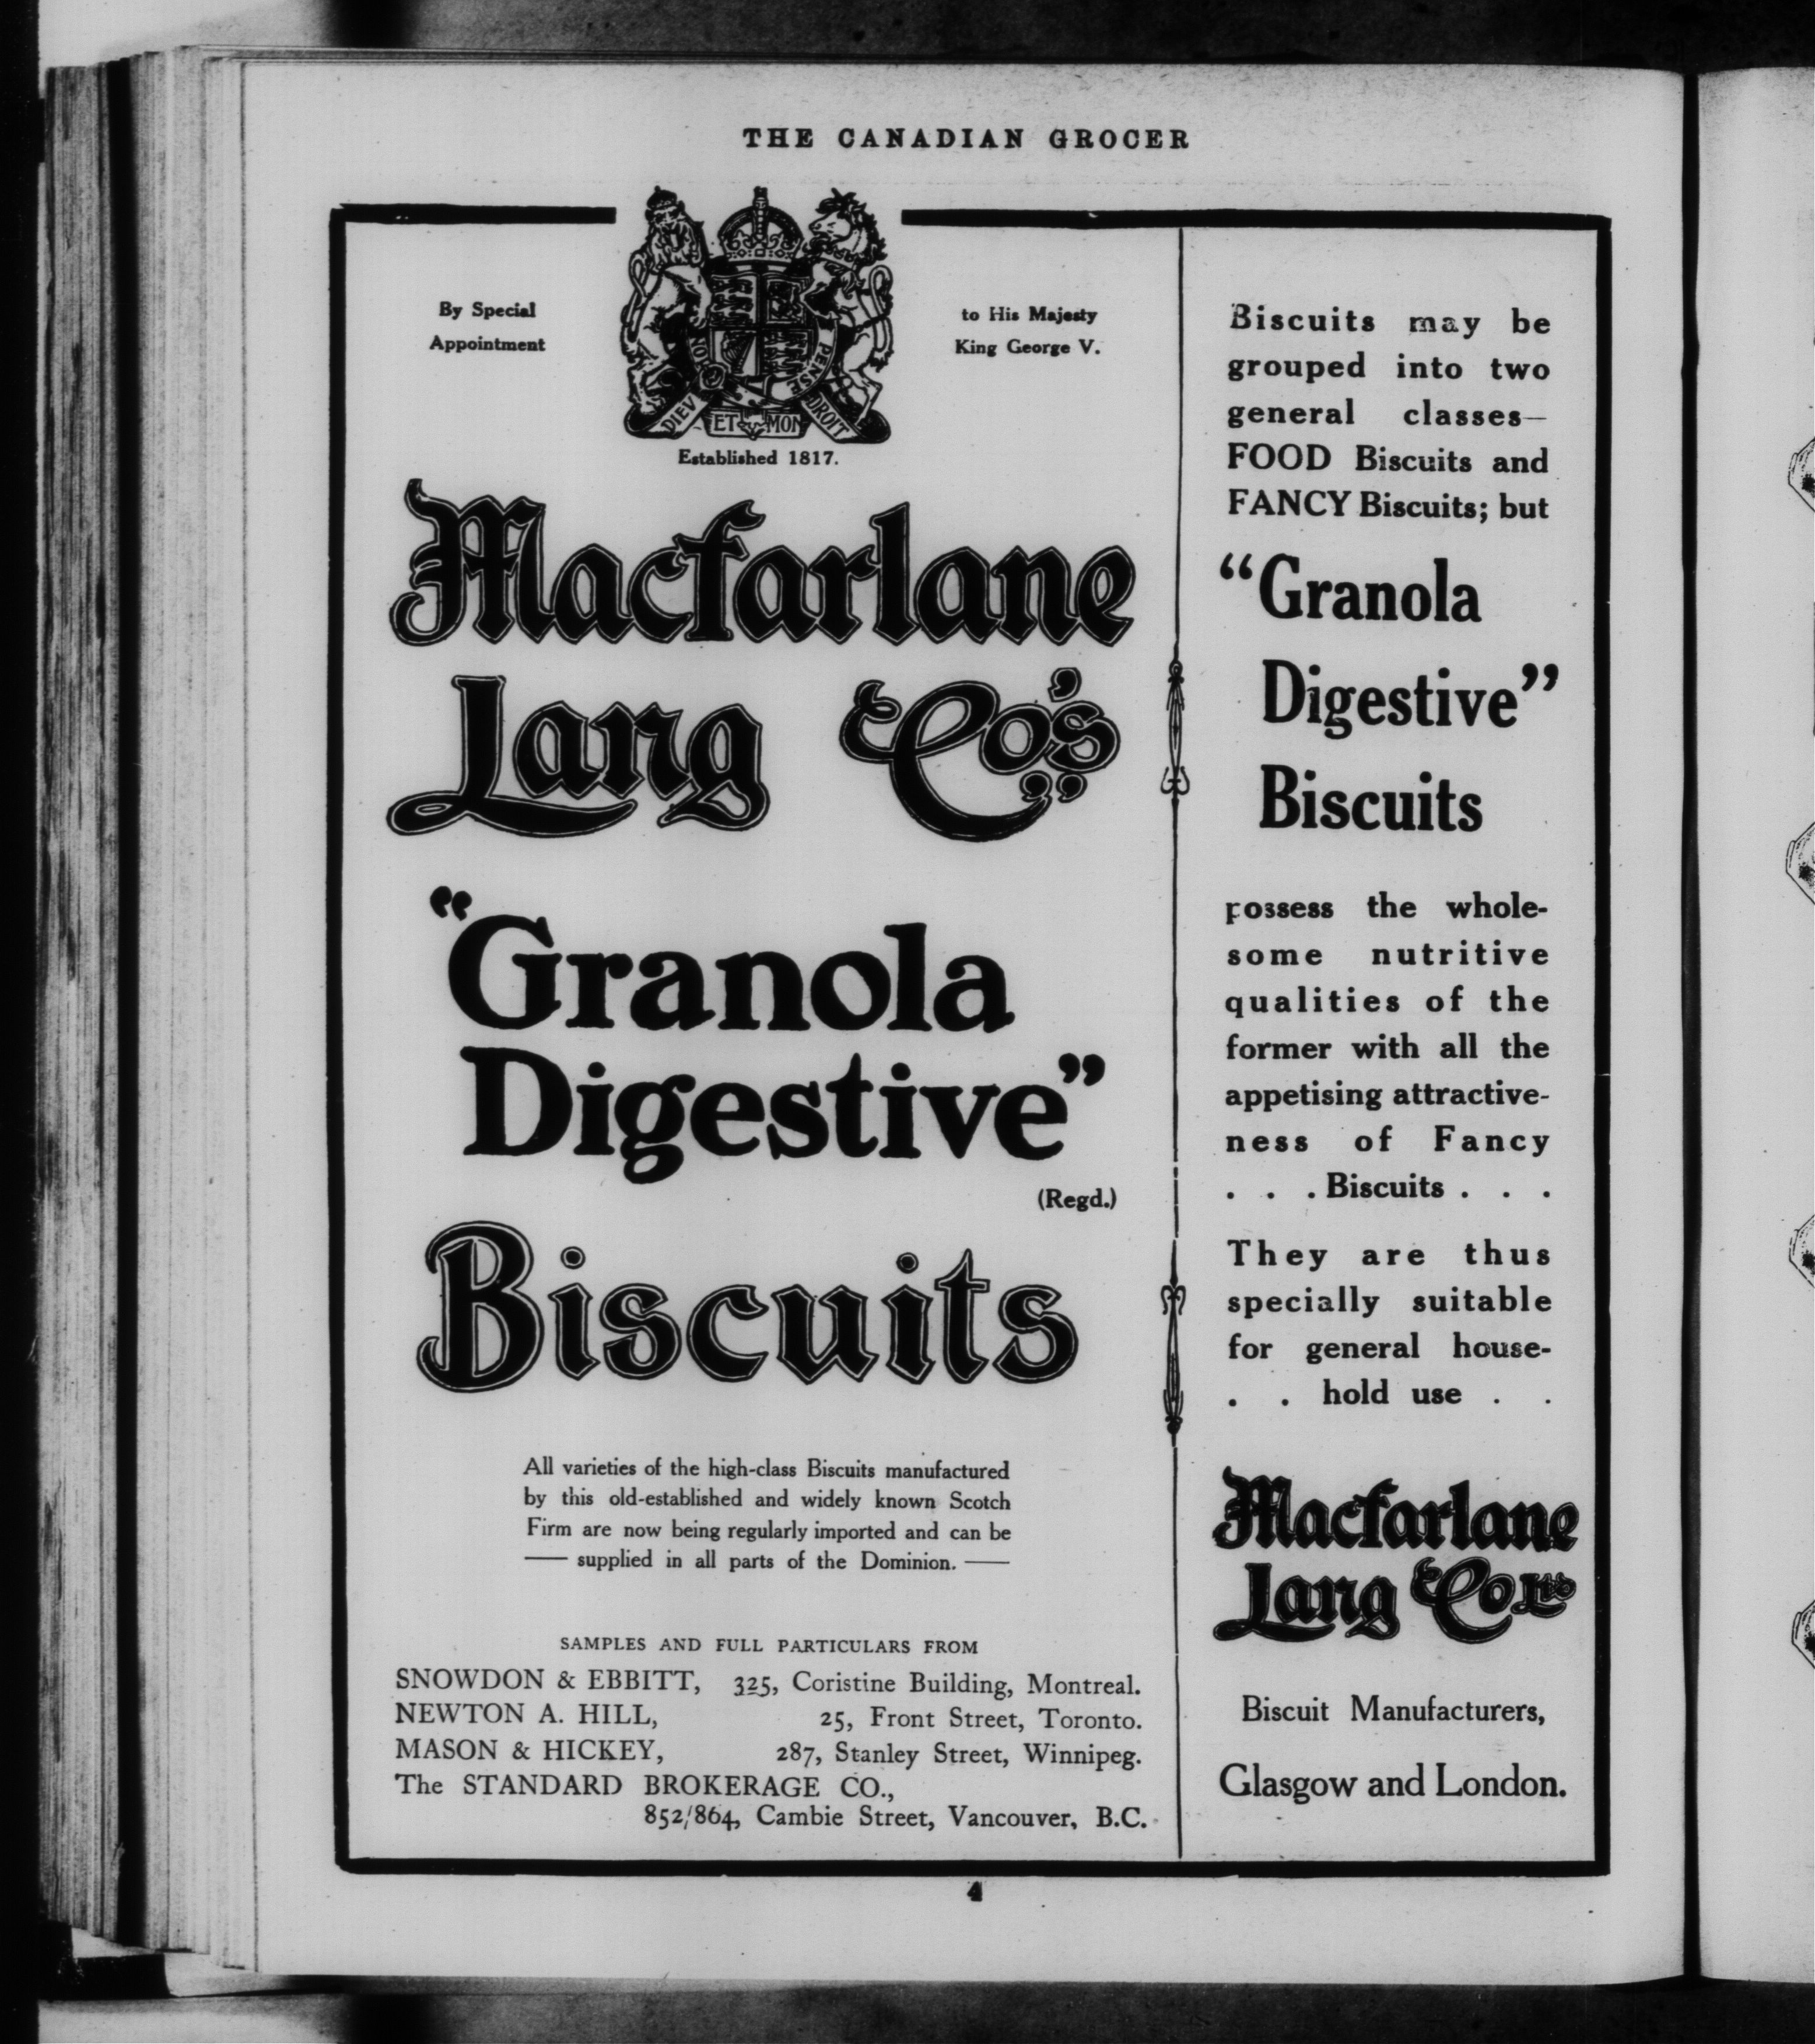 THE CANADIAN GROCER
By Special
Appointment
to His Majesty
King George V.
DIEV ET MON DROIT
Established 1817.
Macfarlane
Lang & Co's
"Granola
Digestive"
(Regd.)
Biscuits
All varieties of the high-class Biscuits manufactured
by this old-established and widely known Scotch
Firm are now being regularly imported and can be
— supplied in all parts of the Dominion. —
SAMPLES AND FULL PARTICULARS FROM
SNOWDON & EBBITT, 325, Coristine Building, Montreal.
NEWTON A. HILL, 25, Front Street, Toronto.
MASON & HICKEY, 287, Stanley Street, Winnipeg.
The STANDARD BROKERAGE CO.,
852/864, Cambie Street, Vancouver, B.C.
Biscuits may be
grouped into two
general classes—
FOOD Biscuits and
FANCY Biscuits; but
"Granola
Digestive"
Biscuits
possess the whole-
some nutritive
qualities of the
former with all the
appetising attractive-
ness of Fancy
. . . Biscuits . . .
They are thus
specially suitable
for general house-
. . hold use . .
Macfarlane
Lang & Co Ltd
Biscuit Manufacturers,
Glasgow and London.
4